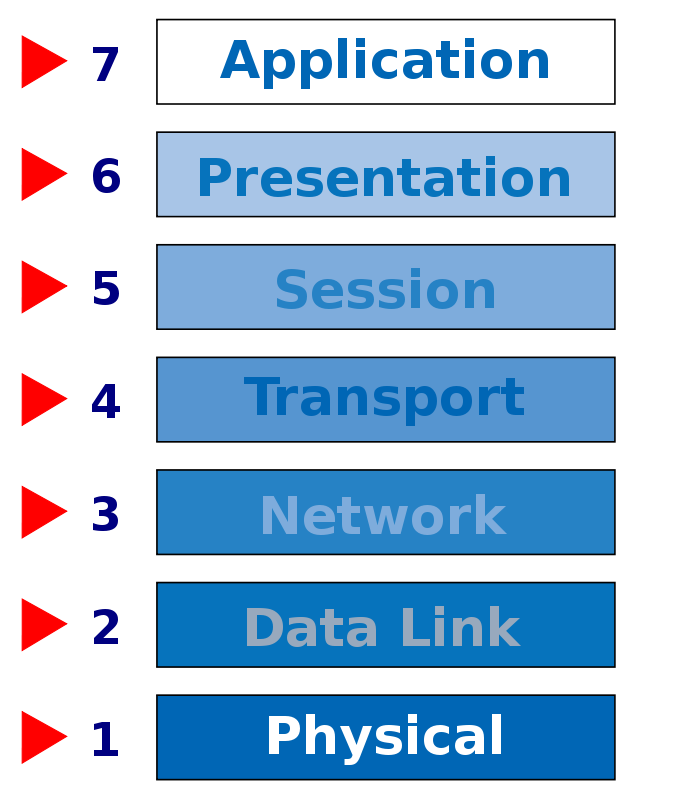 7 Application
6 Presentation
5 Session
4 Transport
3 Network
2 Data Link
1 Physical